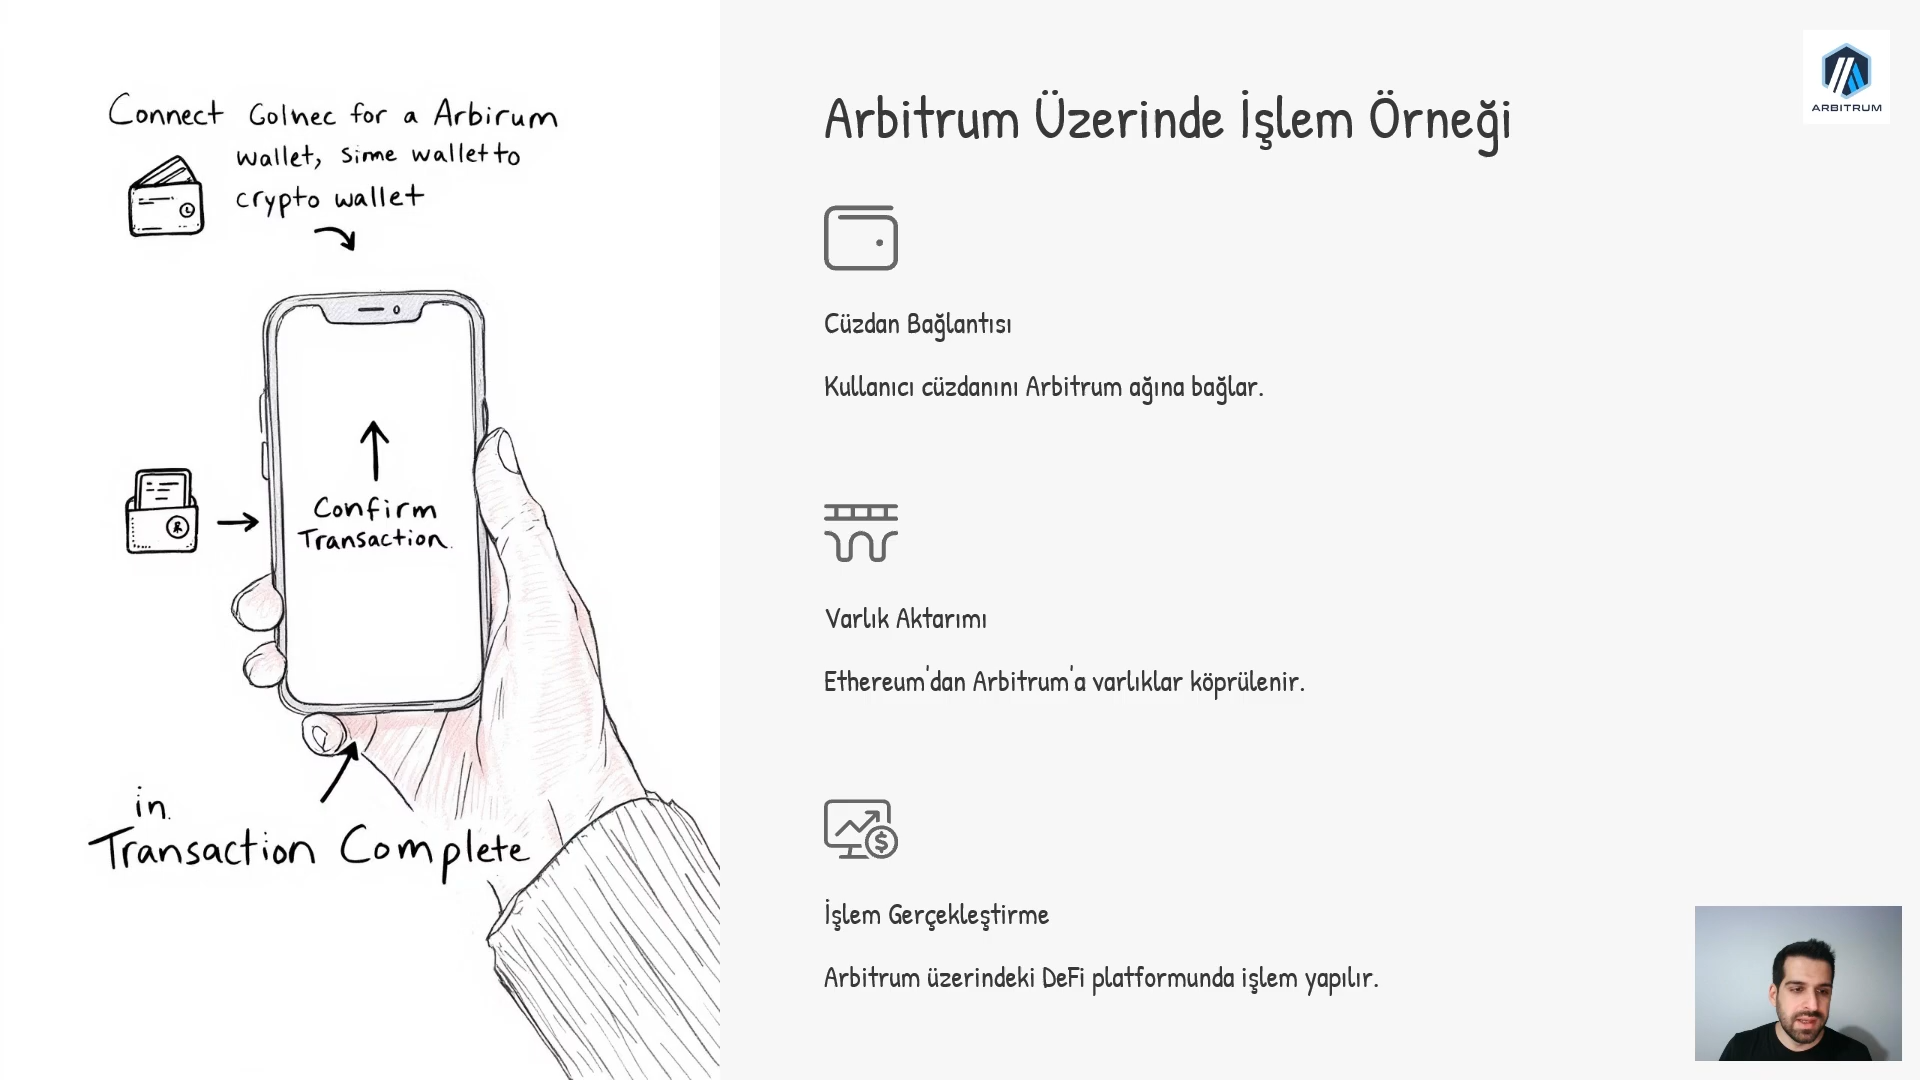 Connect Golnec for a Arbirum
wallet, sime wallet to
crypto wallet
Confirm
Transaction.
in.
Transaction Complete
Arbitrum Üzerinde İşlem Örneği
ARBITRUM
Cüzdan Bağlantısı
Kullanıcı cüzdanını Arbitrum ağına bağlar.
Varlık Aktarımı
Ethereum'dan Arbitrum'a varlıklar köprülenir.
İşlem Gerçekleştirme
Arbitrum üzerindeki DeFi platformunda işlem yapılır.